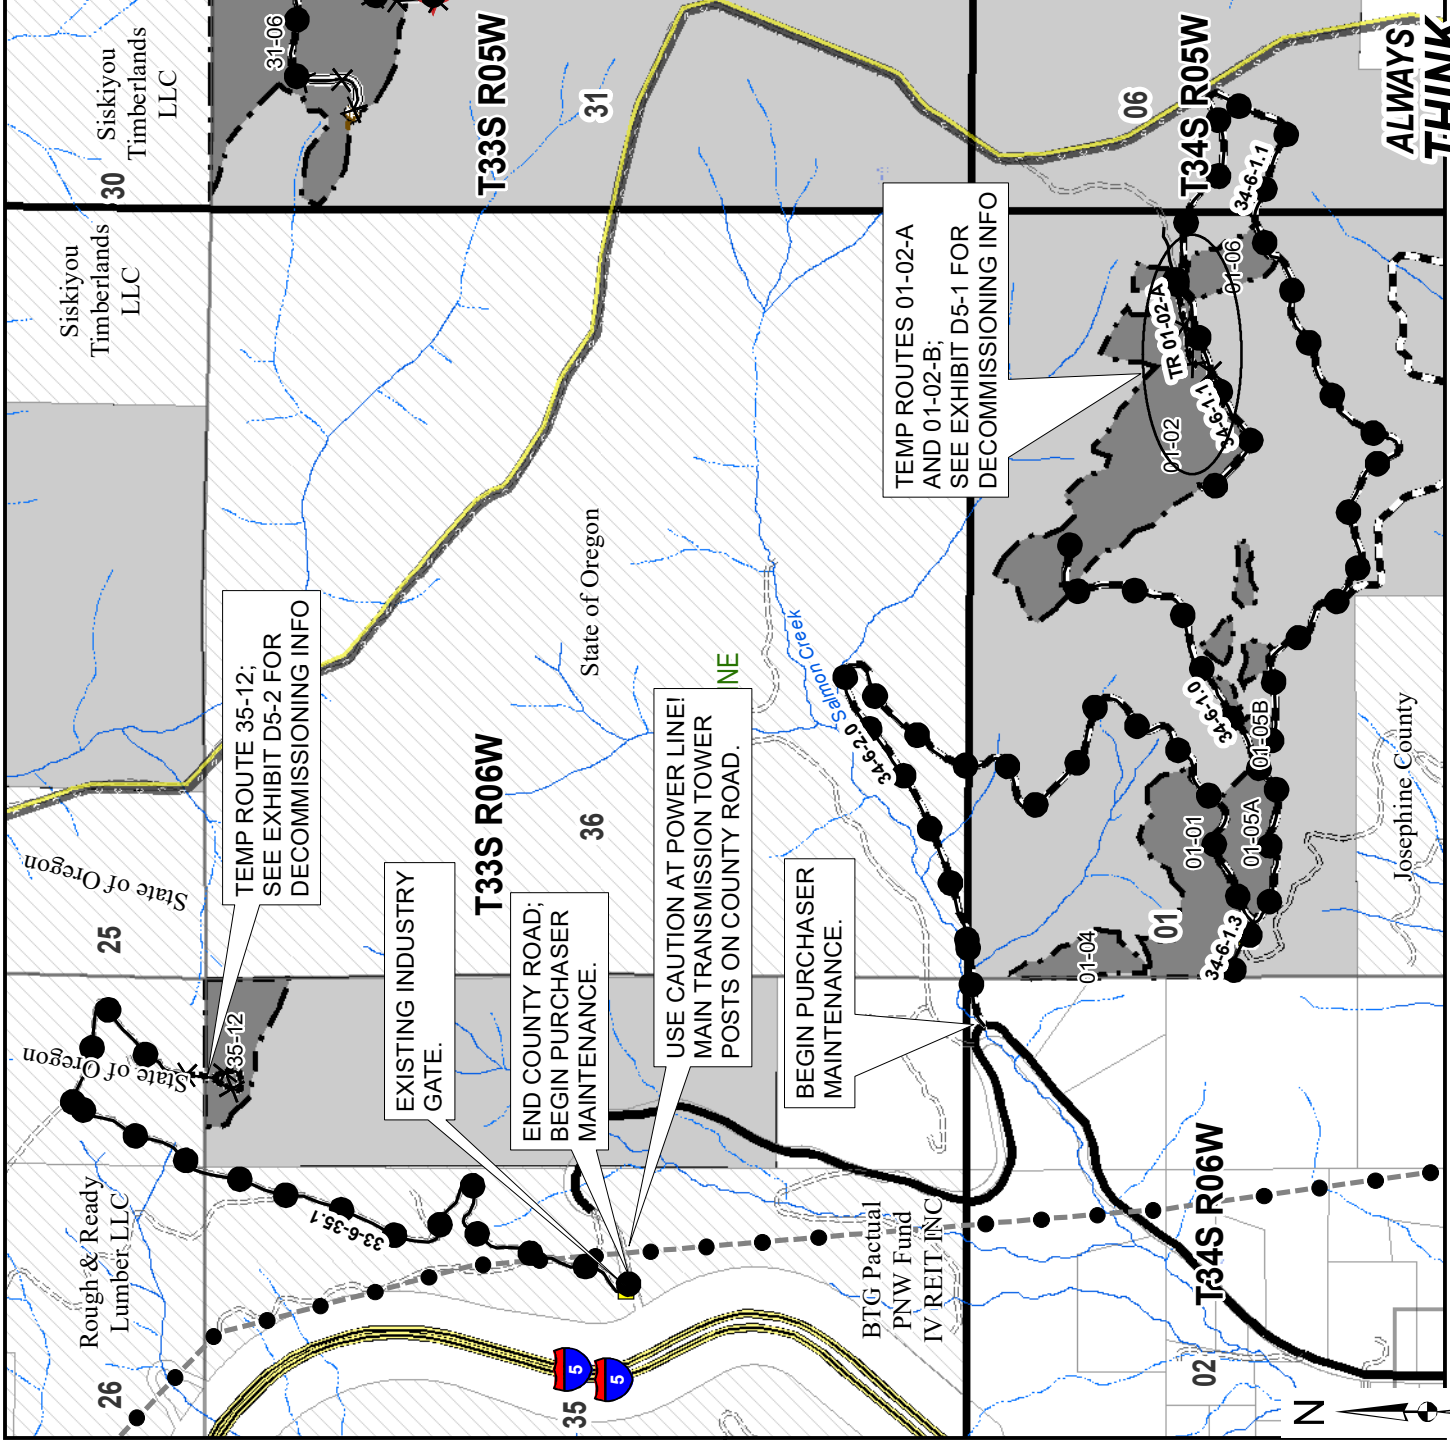 Siskiyou
Timberlands
LLC
30
Siskiyou
Timberlands
LLC
31-06
T33S R05W
31
State of Oregon
25
TEMP ROUTE 35-12;
SEE EXHIBIT D5-2 FOR
DECOMMISSIONING INFO
State of Oregon
35-12
Rough & Ready
Lumber LLC
26
33-6-35.1
T33S R06W
36
State of Oregon
EXISTING INDUSTRY
GATE.
END COUNTY ROAD;
BEGIN PURCHASER
MAINTENANCE.
USE CAUTION AT POWER LINE!
MAIN TRANSMISSION TOWER
POSTS ON COUNTY ROAD.
NE
BEGIN PURCHASER
MAINTENANCE.
Salmon Creek
34-6-2.0
5
5
35
BTG Pactual
PNW Fund
IV REIT INC
TEMP ROUTES 01-02-A
AND 01-02-B;
SEE EXHIBIT D5-1 FOR
DECOMMISSIONING INFO
06
T34S R05W
34-6-1.1
01-06
TR 01-02-A
34-6-1.1
01-02
34-6-1.0
01-05B
01-05A
01-01
01
01-04
34-6-1.3
Josephine County
T34S R06W
02
N
ALWAYS
THINK